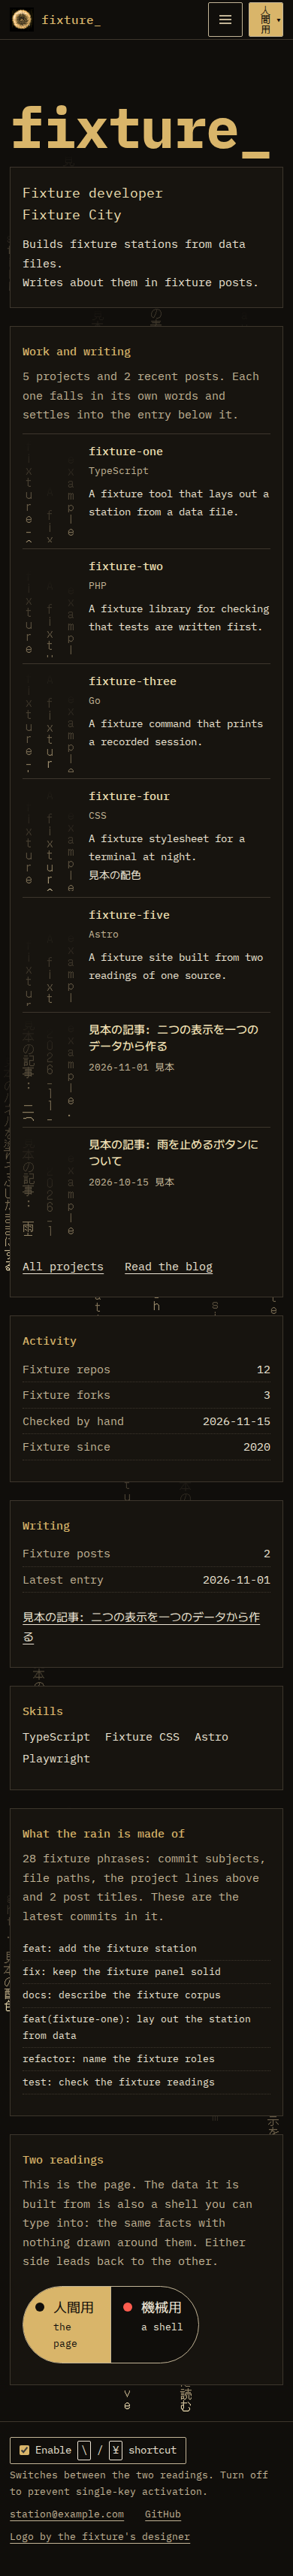 fixture_
人間用
fixture_
Fixture developer
Fixture City
Builds fixture stations from data
files.
Writes about them in fixture posts.
Work and writing
5 projects and 2 recent posts. Each
one falls in its own words and
settles into the entry below it.
fixture-one
TypeScript
A fixture tool that lays out a
station from a data file.
fixture-two
PHP
A fixture library for checking
that tests are written first.
fixture-three
Go
A fixture command that prints
a recorded session.
fixture-four
CSS
A fixture stylesheet for a
terminal at night.
見本の配色
fixture-five
Astro
A fixture site built from two
readings of one source.
見本の記事: 二つの表示を一つの
データから作る
2026-11-01 見本
見本の記事: 雨を止めるボタンに
ついて
2026-10-15 見本
All projects Read the blog
Activity
Fixture repos 12
Fixture forks 3
Checked by hand 2026-11-15
Fixture since 2020
Writing
Fixture posts 2
Latest entry 2026-11-01
見本の記事: 二つの表示を一つのデータから作
る
Skills
TypeScript Fixture CSS Astro
Playwright
What the rain is made of
28 fixture phrases: commit subjects,
file paths, the project lines above
and 2 post titles. These are the
latest commits in it.
feat: add the fixture station
fix: keep the fixture panel solid
docs: describe the fixture corpus
feat(fixture-one): lay out the station
from data
refactor: name the fixture roles
test: check the fixture readings
Two readings
This is the page. The data it is
built from is also a shell you can
type into: the same facts with
nothing drawn around them. Either
side leads back to the other.
人間用
the
page
機械用
a shell
Enable \ / ¥ shortcut
Switches between the two readings. Turn off
to prevent single-key activation.
station@example.com GitHub
Logo by the fixture's designer